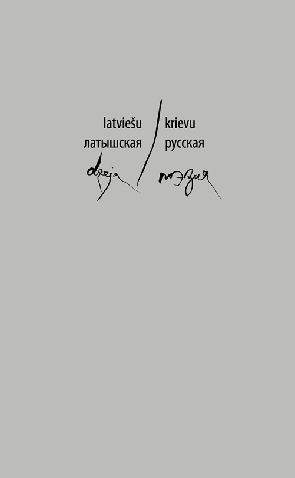 latviešu / krievu
латышская / русская
dzeja / поэзия